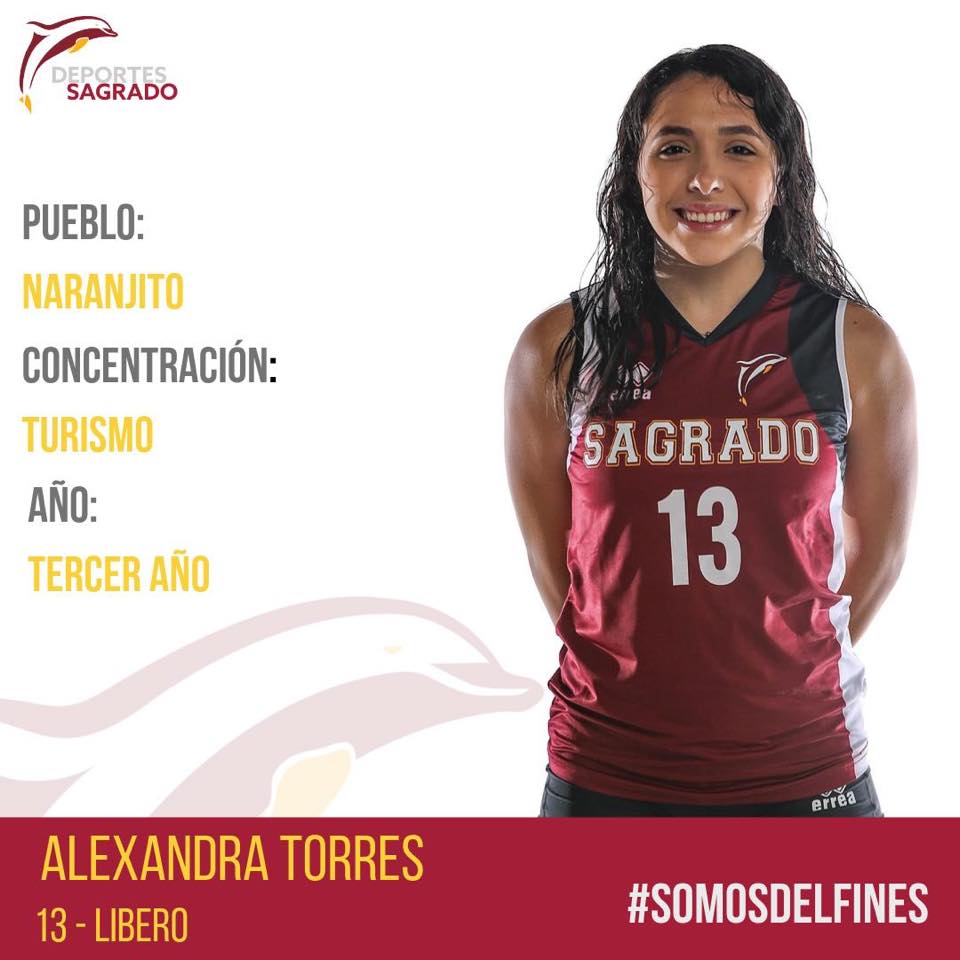 DEPORTES
SAGRADO
PUEBLO:
NARANJITO
CONCENTRACIÓN:
TURISMO
AÑO:
TERCER AÑO
errea
SAGRADO
13
errea
ALEXANDRA TORRES
13 - LIBERO
#SOMOSDELFINES